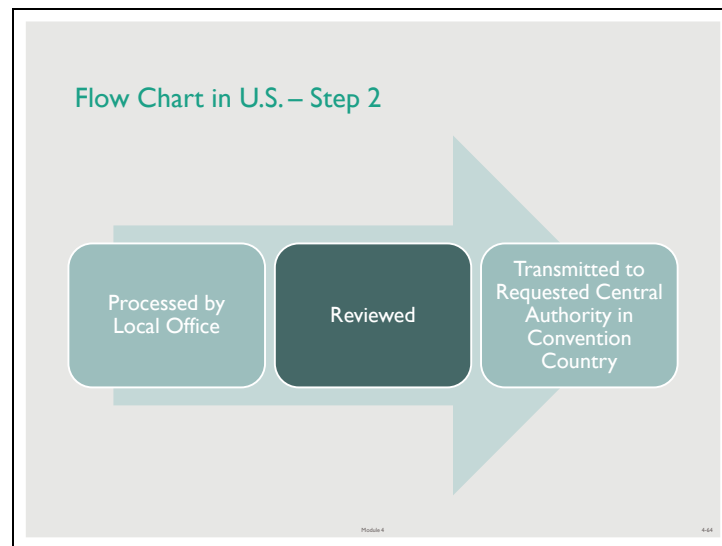 Flow Chart in U.S. – Step 2
Processed by
Local Office
Reviewed
Transmitted to
Requested Central
Authority in
Convention
Country
Module 4
4-64